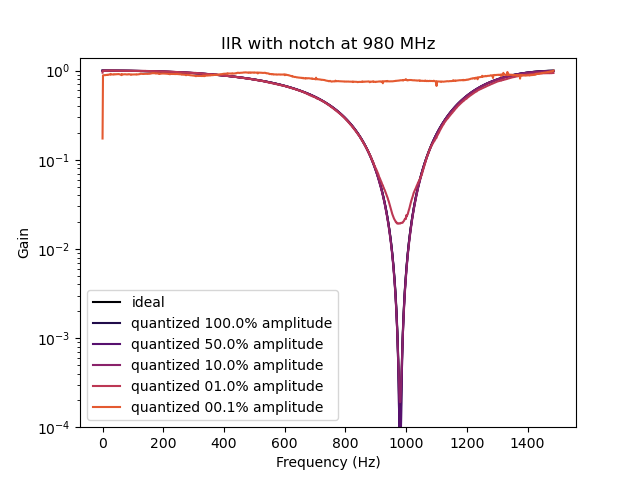 IIR with notch at 980 MHz
Gain
10⁰
10⁻¹
10⁻²
10⁻³
10⁻⁴
ideal
quantized 100.0% amplitude
quantized 50.0% amplitude
quantized 10.0% amplitude
quantized 01.0% amplitude
quantized 00.1% amplitude
0 200 400 600 800 1000 1200 1400
Frequency (Hz)